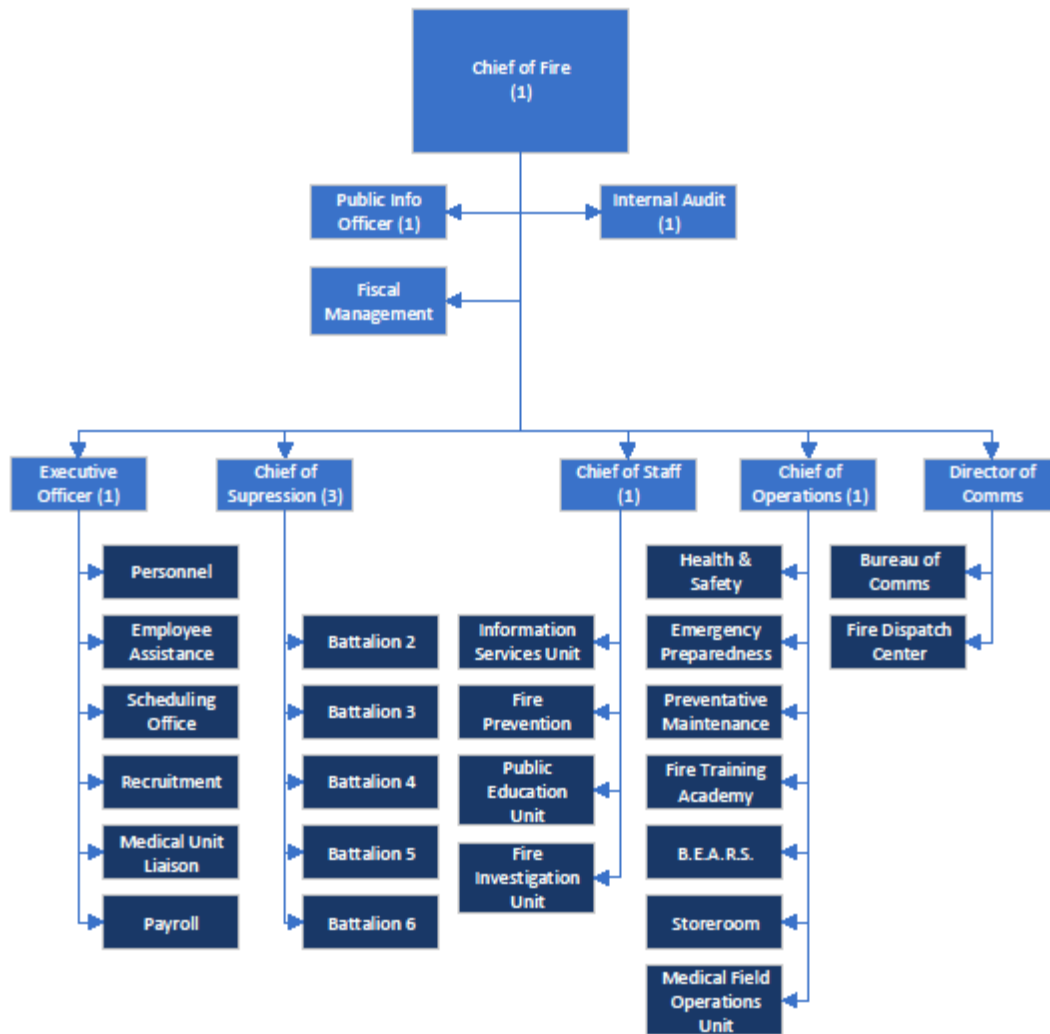 Chief of Fire
(1)
Public Info
Officer (1)
Internal Audit
(1)
Fiscal
Management
Executive
Officer (1)
Chief of
Supression (3)
Chief of Staff
(1)
Chief of
Operations (1)
Director of
Comms
Personnel
Employee
Assistance
Scheduling
Office
Recruitment
Medical Unit
Liaison
Payroll
Battalion 2
Battalion 3
Battalion 4
Battalion 5
Battalion 6
Information
Services Unit
Fire
Prevention
Public
Education
Unit
Fire
Investigation
Unit
Health &
Safety
Emergency
Preparedness
Preventative
Maintenance
Fire Training
Academy
B.E.A.R.S.
Storeroom
Medical Field
Operations
Unit
Bureau of
Comms
Fire Dispatch
Center